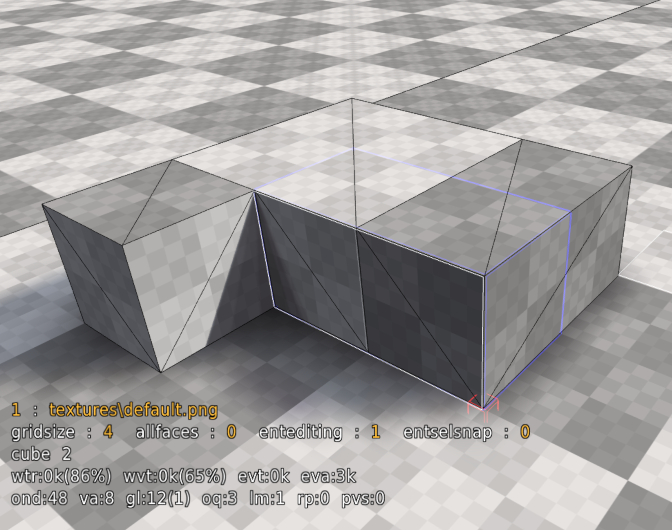 1 : textures\default.png
gridsize : 4 allfaces : 0 entediting : 1 entselsnap : 0
cube 2
wtr:0k(86%) wvt:0k(65%) evt:0k eva:3k
ond:48 va:8 gl:12(1) oq:3 lm:1 rp:0 pvs:0